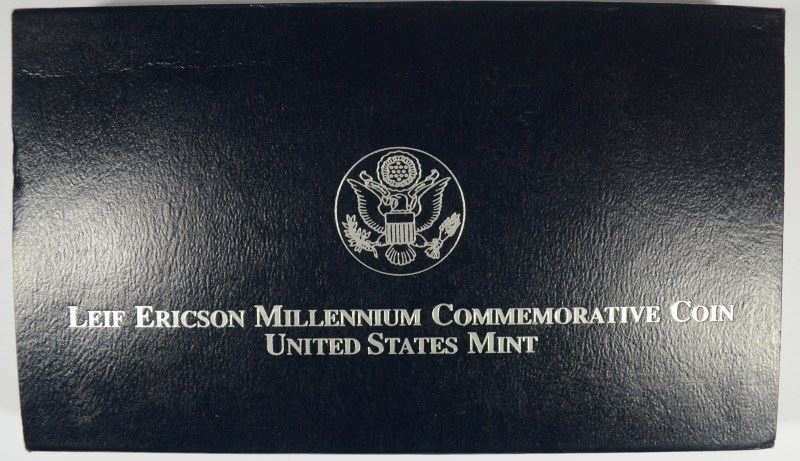 LEIF ERICSON MILLENNIUM COMMEMORATIVE COIN
UNITED STATES MINT